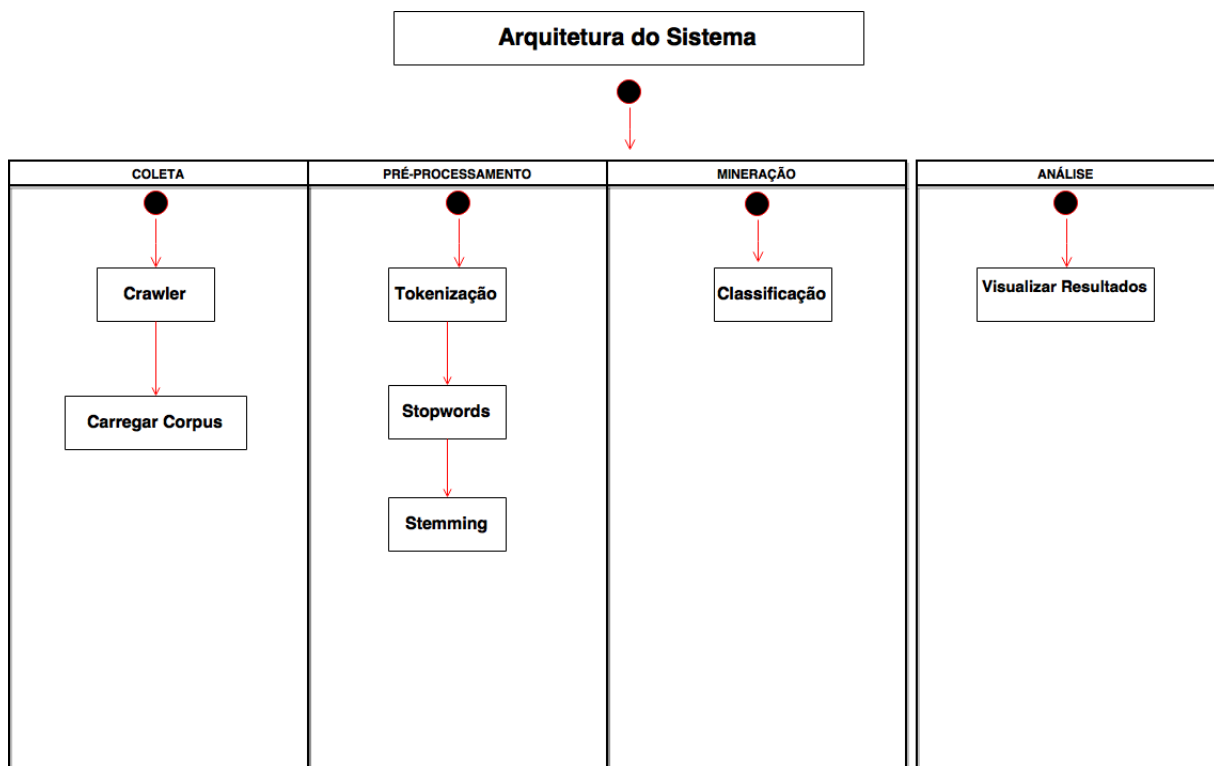 Arquitetura do Sistema
COLETA
PRÉ-PROCESSAMENTO
MINERAÇÃO
ANÁLISE
Crawler
Tokenização
Classificação
Visualizar Resultados
Carregar Corpus
Stopwords
Stemming